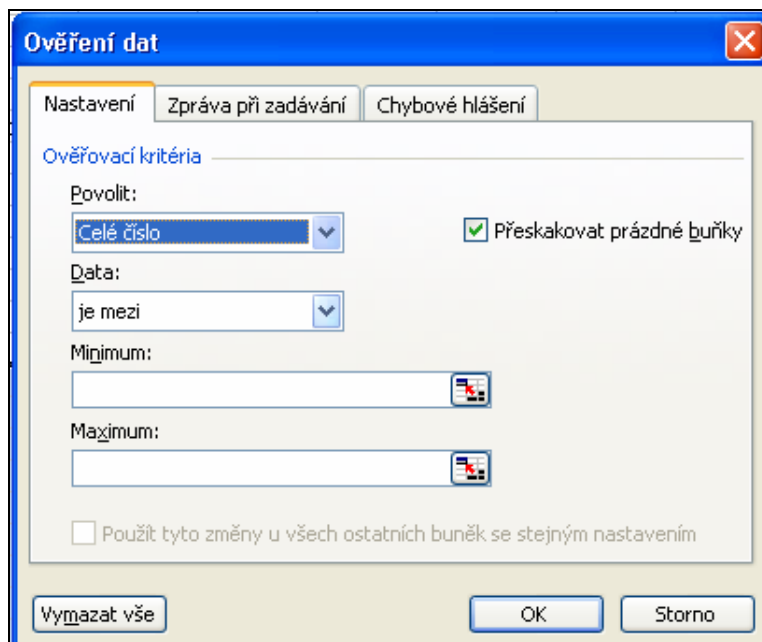 Ověření dat
Nastavení Zpráva při zadávání Chybové hlášení
Ověřovací kritéria
Povolit:
Celé číslo Přeskakovat prázdné buňky
Data:
je mezi
Minimum:
Maximum:
Použít tyto změny u všech ostatních buněk se stejným nastavením
Vymazat vše OK Storno